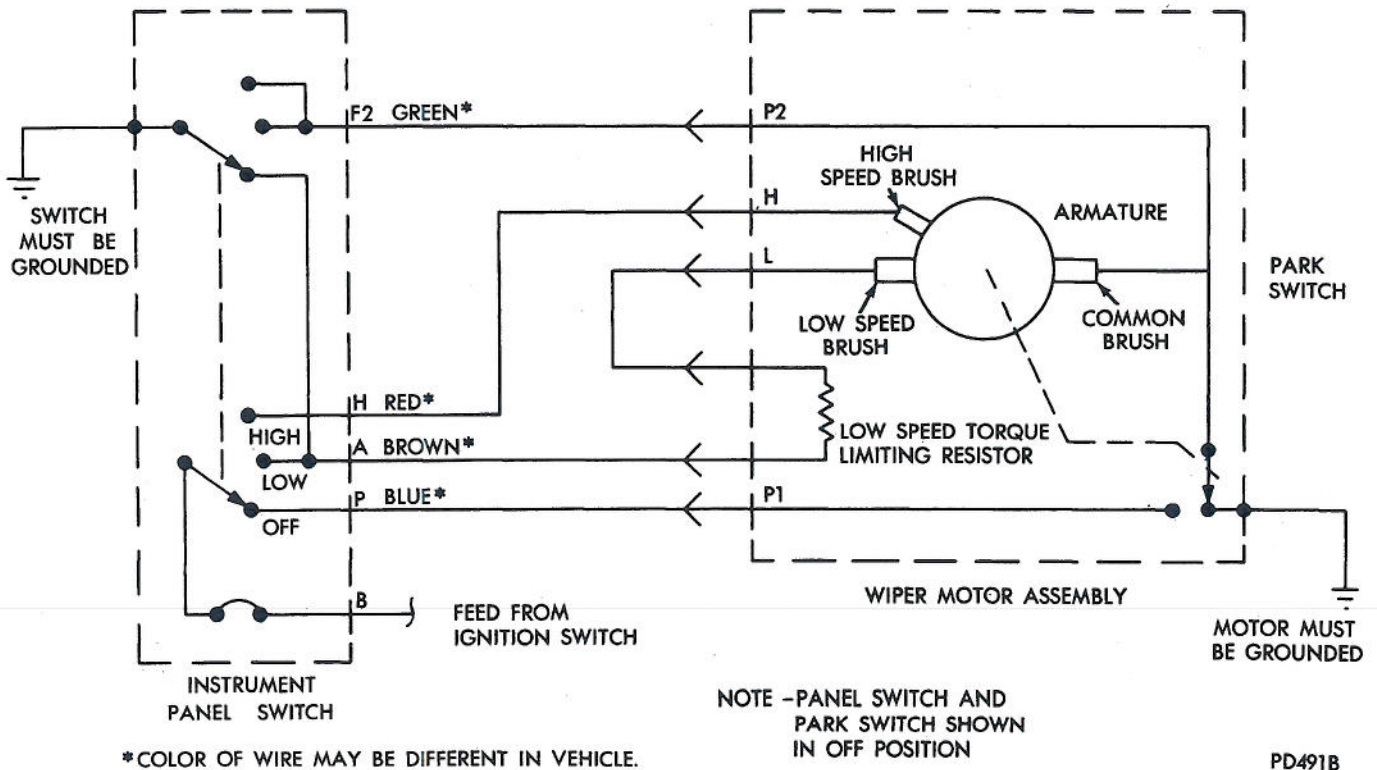 F2 GREEN*
P2
HIGH
SPEED BRUSH
SWITCH
MUST BE
GROUNDED
H
ARMATURE
L
PARK
SWITCH
LOW SPEED
BRUSH
COMMON
BRUSH
H RED*
HIGH
A BROWN*
LOW
LOW SPEED TORQUE
LIMITING RESISTOR
P BLUE*
P1
OFF
B
FEED FROM
IGNITION SWITCH
WIPER MOTOR ASSEMBLY
MOTOR MUST
BE GROUNDED
INSTRUMENT
PANEL SWITCH
NOTE -PANEL SWITCH AND
PARK SWITCH SHOWN
IN OFF POSITION
*COLOR OF WIRE MAY BE DIFFERENT IN VEHICLE.
PD491B